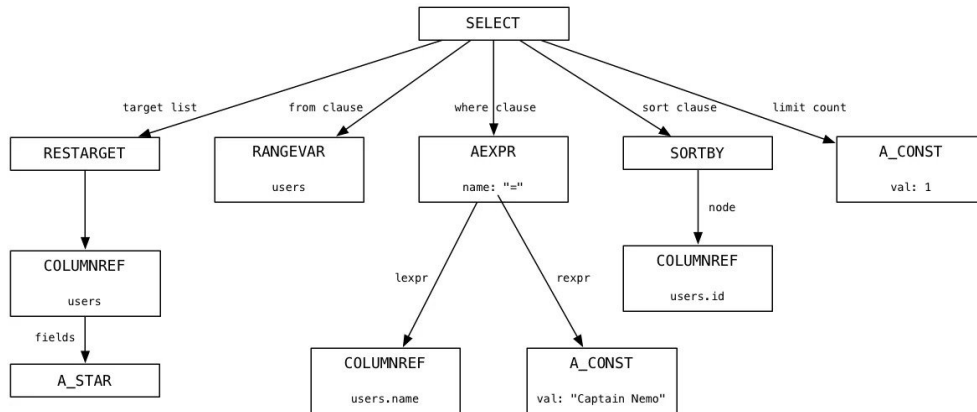 SELECT
target list
from clause
where clause
sort clause
limit count
RESTARGET
RANGEVAR
users
AEXPR
name: "="
SORTBY
A_CONST
val: 1
node
COLUMNREF
users
COLUMNREF
users.id
lexpr
rexpr
fields
A_STAR
COLUMNREF
users.name
A_CONST
val: "Captain Nemo"